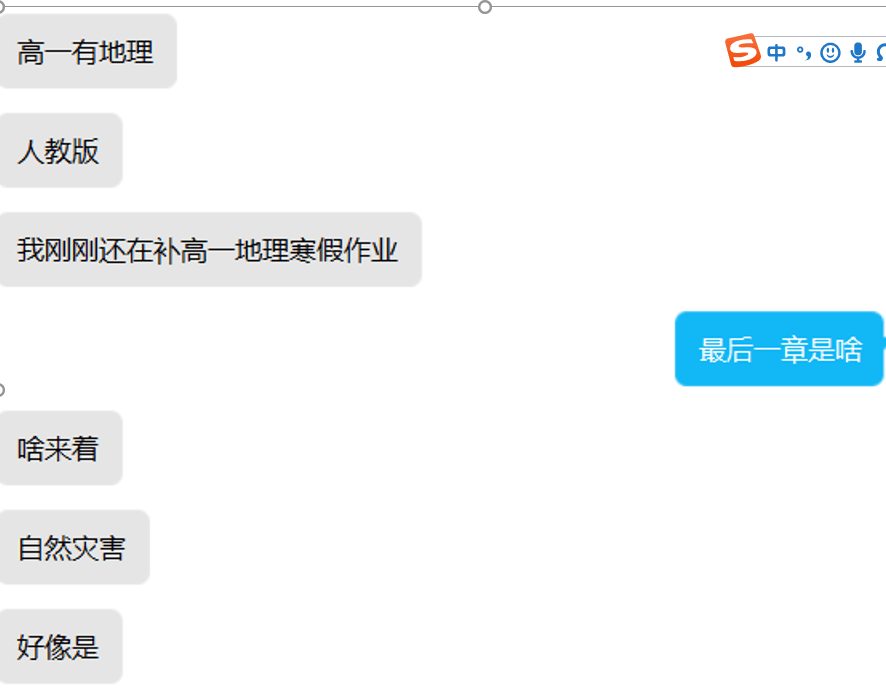 高一有地理
中 °，
人教版
我刚刚还在补高一地理寒假作业
最后一章是啥
啥来着
自然灾害
好像是